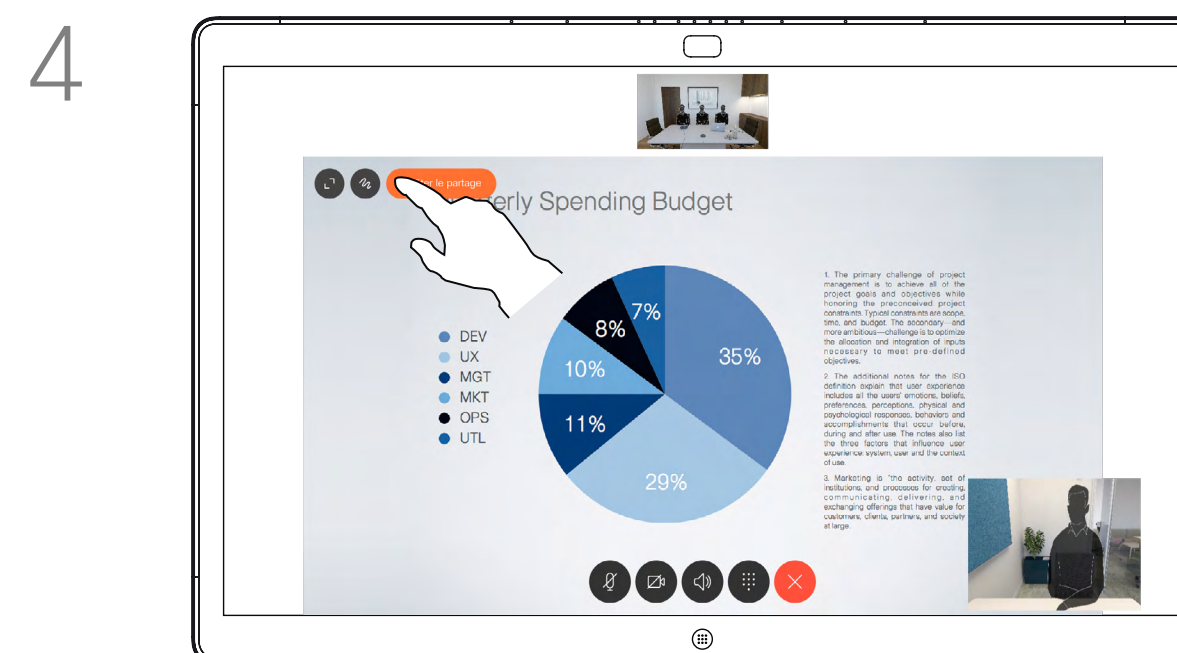 4
le partage
Spending Budget
7%
8%
35%
10%
11%
29%
DEV
UX
MGT
MKT
OPS
UTL
1. The primary challenge of project
management is to achieve all of the
project goals and objectives while
honoring the preconceived project
constraints. Typical constraints are scope,
time, and budget. The secondary—and
more ambitious—challenge is to optimize
the allocation and integration of inputs
necessary to meet pre-defined
objectives.
2. The additional notes for the ISO
definition explain that user experience
includes all the users' emotions, beliefs,
preferences, perceptions, physical and
psychological responses, behaviors and
accomplishments that occur before,
during and after use. The notes also list
the three factors that influence user
experience: system, user and the context
of use.
3. Marketing is "the activity, set of
institutions, and processes for creating,
communicating, delivering, and
exchanging offerings that have value for
customers, clients, partners, and society
at large.